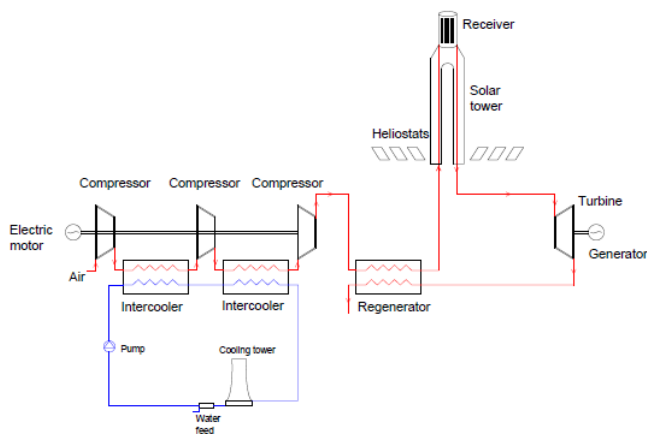 Receiver
Solar
tower
Heliostats
Compressor
Compressor
Compressor
Turbine
Electric
motor
Generator
Air
Intercooler
Intercooler
Regenerator
Pump
Cooling tower
Water
feed